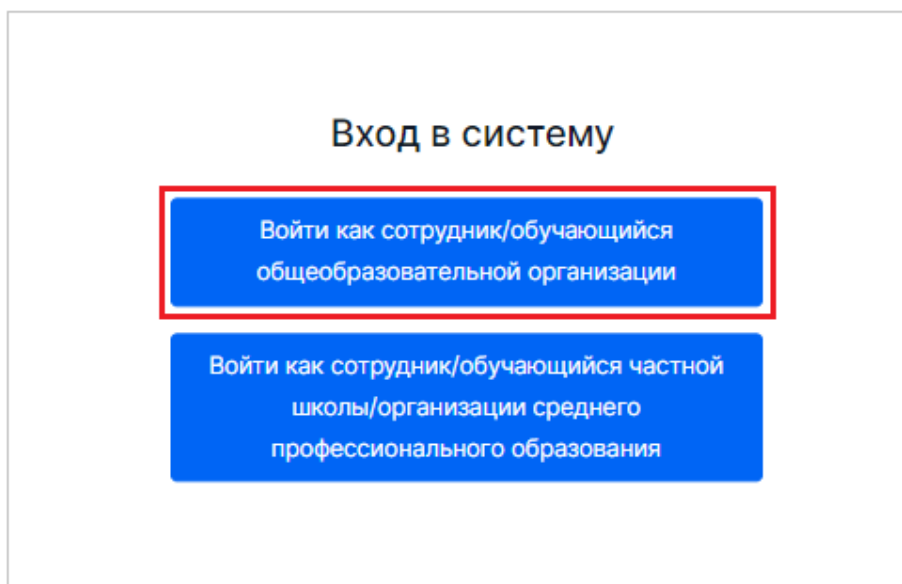 Вход в систему
Войти как сотрудник/обучающийся
общеобразовательной организации
Войти как сотрудник/обучающийся частной
школы/организации среднего
профессионального образования